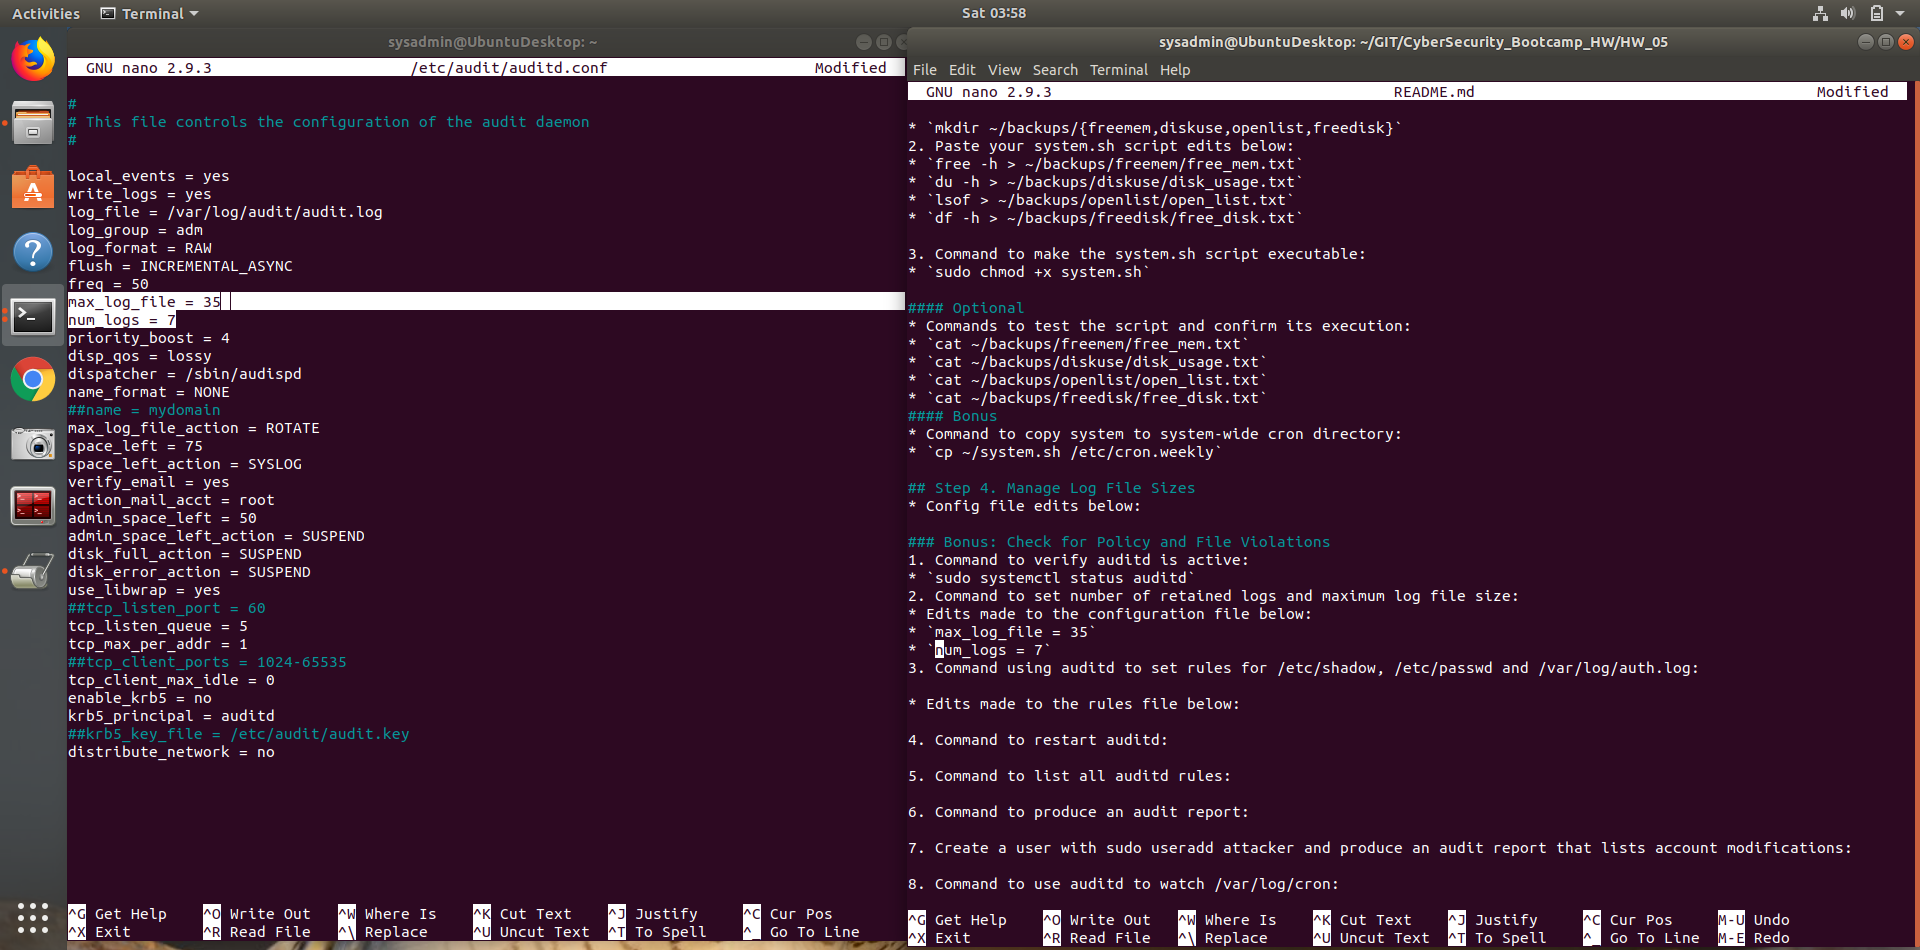 Activities
Terminal
Sat 03:58
sysadmin@UbuntuDesktop: ~
GNU nano 2.9.3 /etc/audit/auditd.conf Modified
#
# This file controls the configuration of the audit daemon
#
local_events = yes
write_logs = yes
log_file = /var/log/audit/audit.log
log_group = adm
log_format = RAW
flush = INCREMENTAL_ASYNC
freq = 50
max_log_file = 35
num_logs = 7
priority_boost = 4
disp_qos = lossy
dispatcher = /sbin/audispd
name_format = NONE
##name = mydomain
max_log_file_action = ROTATE
space_left = 75
space_left_action = SYSLOG
verify_email = yes
action_mail_acct = root
admin_space_left = 50
admin_space_left_action = SUSPEND
disk_full_action = SUSPEND
disk_error_action = SUSPEND
use_libwrap = yes
##tcp_listen_port = 60
tcp_listen_queue = 5
tcp_max_per_addr = 1
##tcp_client_ports = 1024-65535
tcp_client_max_idle = 0
enable_krb5 = no
krb5_principal = auditd
##krb5_key_file = /etc/audit/audit.key
distribute_network = no
^G Get Help ^O Write Out ^W Where Is ^K Cut Text ^J Justify ^C Cur Pos
^X Exit ^R Read File ^\ Replace ^U Uncut Text ^T To Spell ^_ Go To Line
sysadmin@UbuntuDesktop: ~/GIT/CyberSecurity_Bootcamp_HW/HW_05
File Edit View Search Terminal Help
GNU nano 2.9.3 README.md Modified
* `mkdir ~/backups/{freemem,diskuse,openlist,freedisk}`
2. Paste your system.sh script edits below:
* `free -h > ~/backups/freemem/free_mem.txt`
* `du -h > ~/backups/diskuse/disk_usage.txt`
* `lsof > ~/backups/openlist/open_list.txt`
* `df -h > ~/backups/freedisk/free_disk.txt`
3. Command to make the system.sh script executable:
* `sudo chmod +x system.sh`
#### Optional
* Commands to test the script and confirm its execution:
* `cat ~/backups/freemem/free_mem.txt`
* `cat ~/backups/diskuse/disk_usage.txt`
* `cat ~/backups/openlist/open_list.txt`
* `cat ~/backups/freedisk/free_disk.txt`
#### Bonus
* Command to copy system to system-wide cron directory:
* `cp ~/system.sh /etc/cron.weekly`
## Step 4. Manage Log File Sizes
* Config file edits below:
### Bonus: Check for Policy and File Violations
1. Command to verify auditd is active:
* `sudo systemctl status auditd`
2. Command to set number of retained logs and maximum log file size:
* Edits made to the configuration file below:
* `max_log_file = 35`
* `num_logs = 7`
3. Command using auditd to set rules for /etc/shadow, /etc/passwd and /var/log/auth.log:
* Edits made to the rules file below:
4. Command to restart auditd:
5. Command to list all auditd rules:
6. Command to produce an audit report:
7. Create a user with sudo useradd attacker and produce an audit report that lists account modifications:
8. Command to use auditd to watch /var/log/cron:
^G Get Help ^O Write Out ^W Where Is ^K Cut Text ^J Justify ^C Cur Pos M-U Undo
^X Exit ^R Read File ^\ Replace ^U Uncut Text ^T To Spell ^_ Go To Line M-E Redo